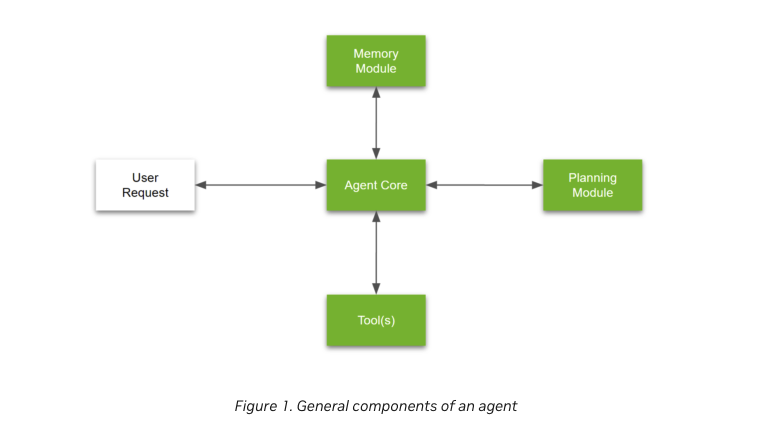 Memory
Module
User
Request
Agent Core
Planning
Module
Tool(s)
Figure 1. General components of an agent